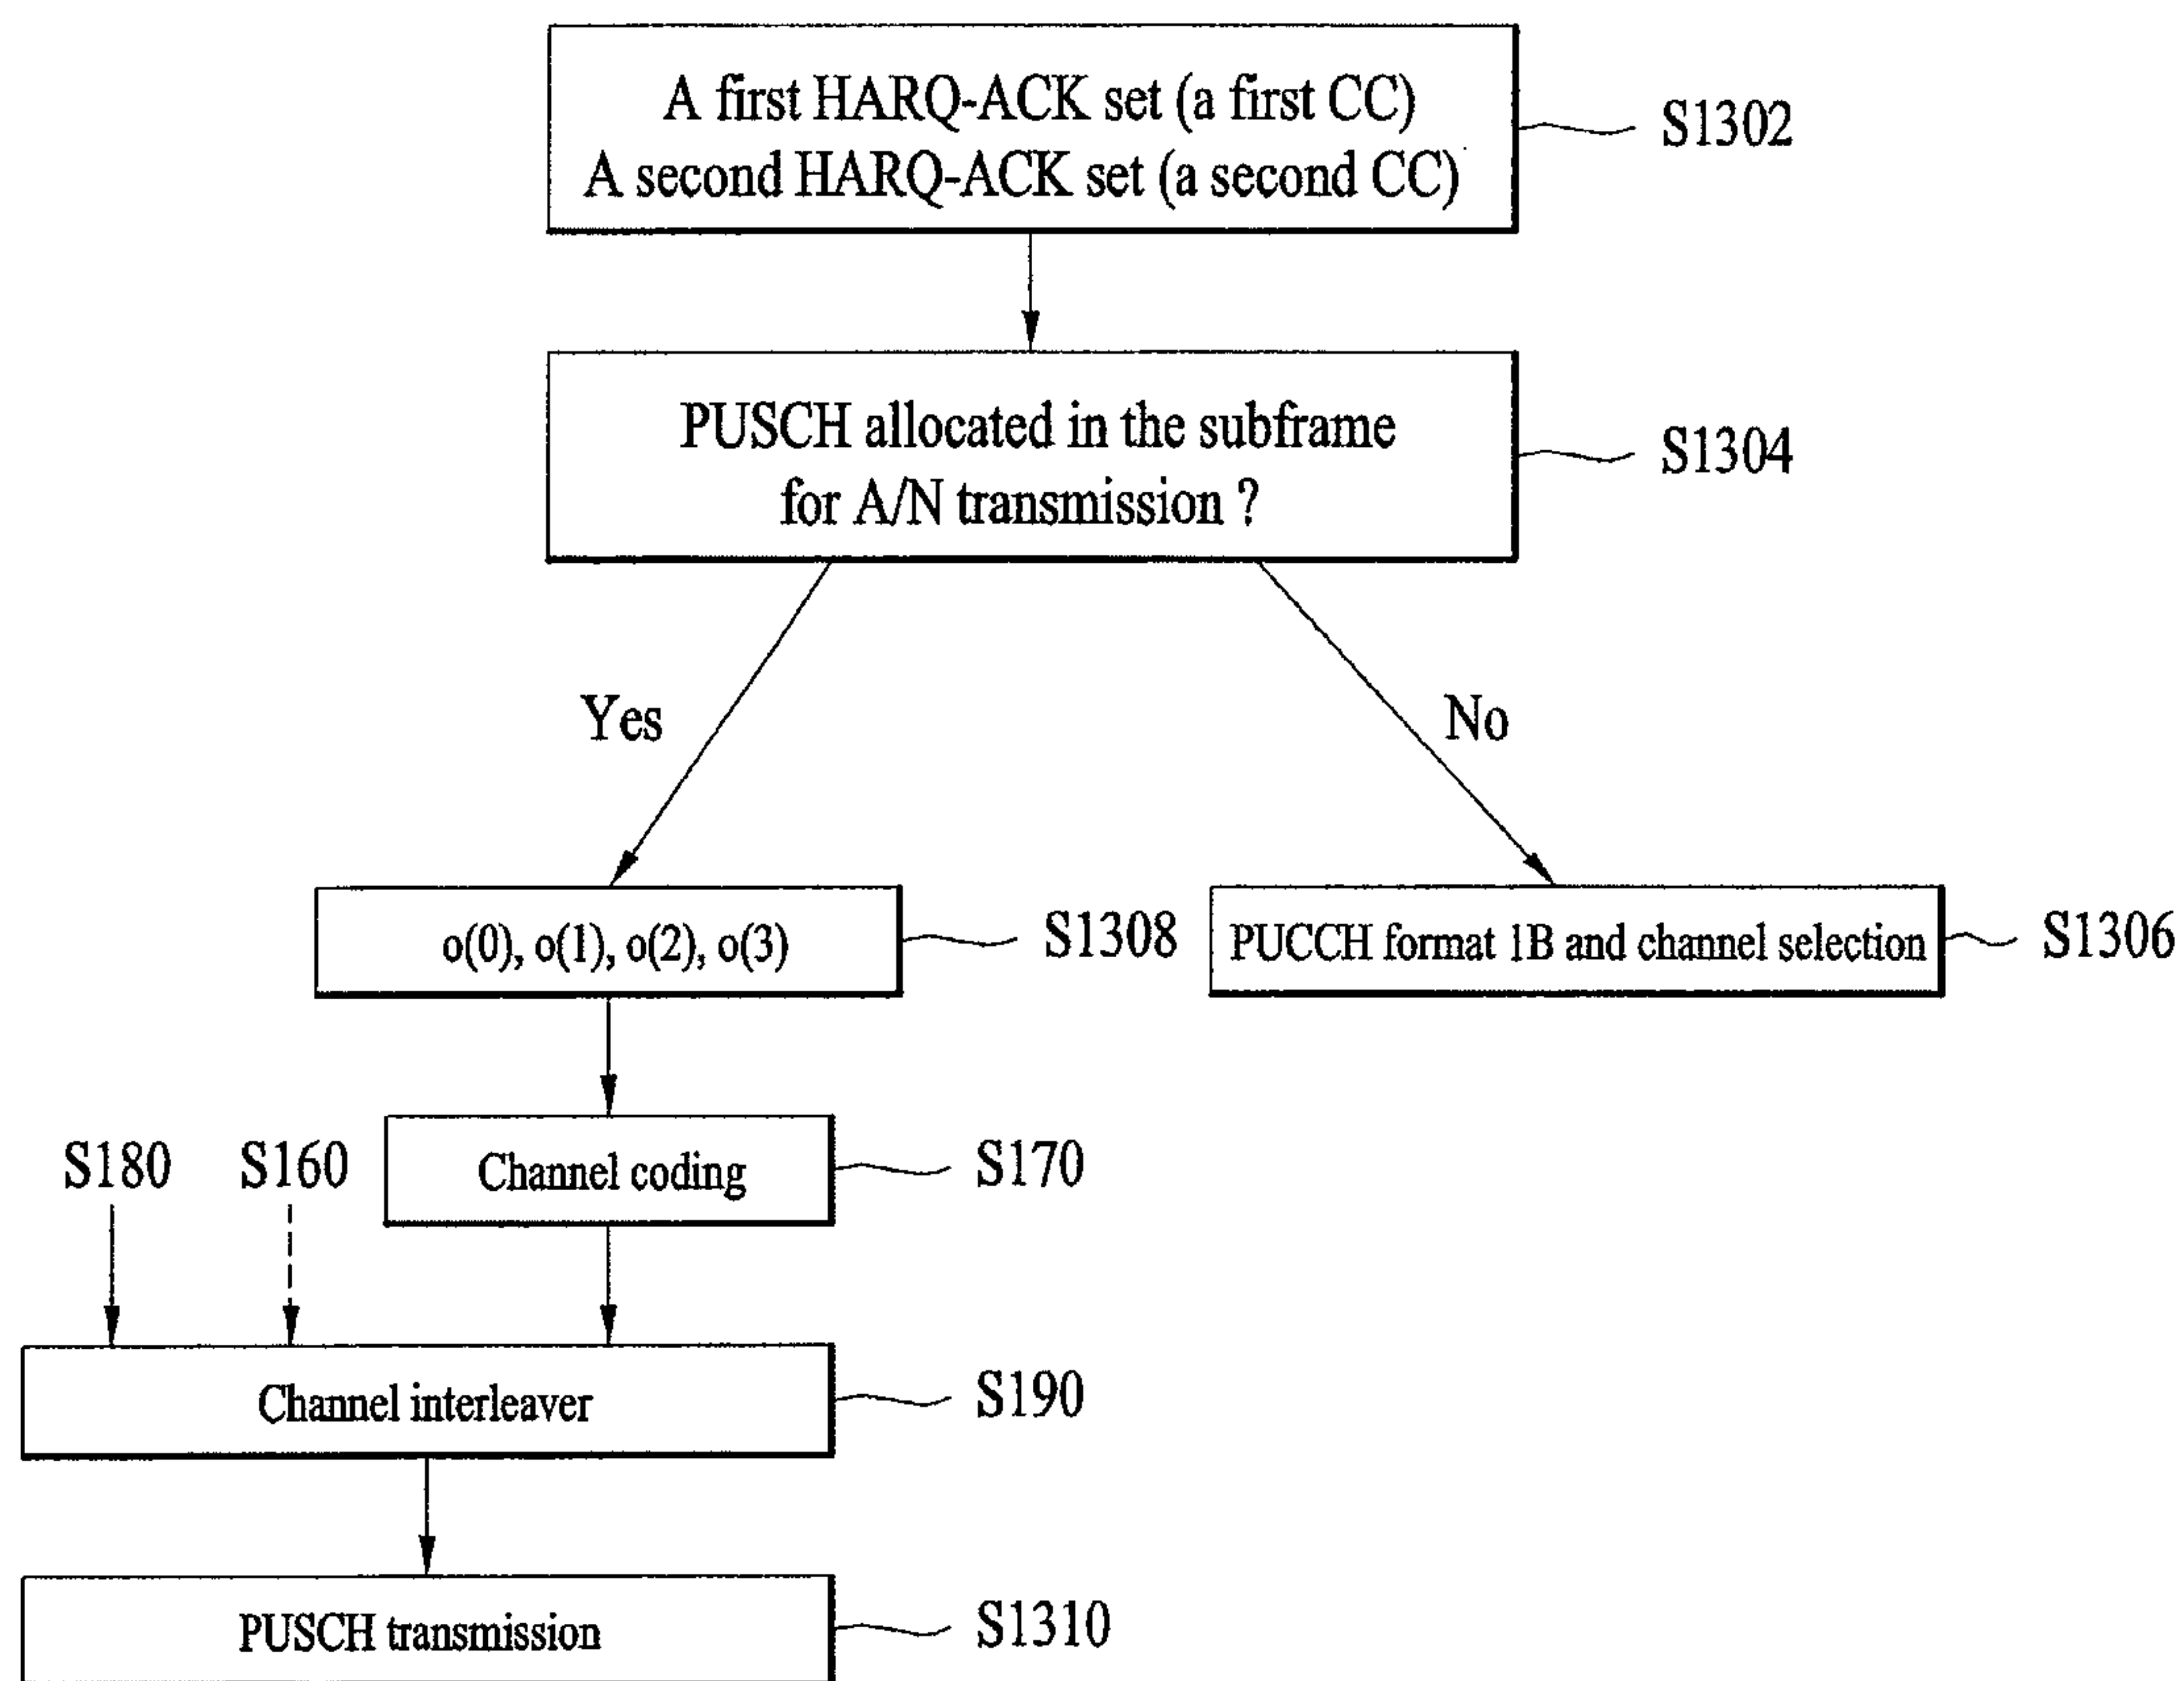 A first HARQ-ACK set (a first CC)
A second HARQ-ACK set (a second CC)
S1302
PUSCH allocated in the subframe
for A/N transmission ?
S1304
Yes
No
o(0), o(1), o(2), o(3)
S1308
PUCCH format 1B and channel selection
S1306
S180
S160
Channel coding
S170
Channel interleaver
S190
PUSCH transmission
S1310